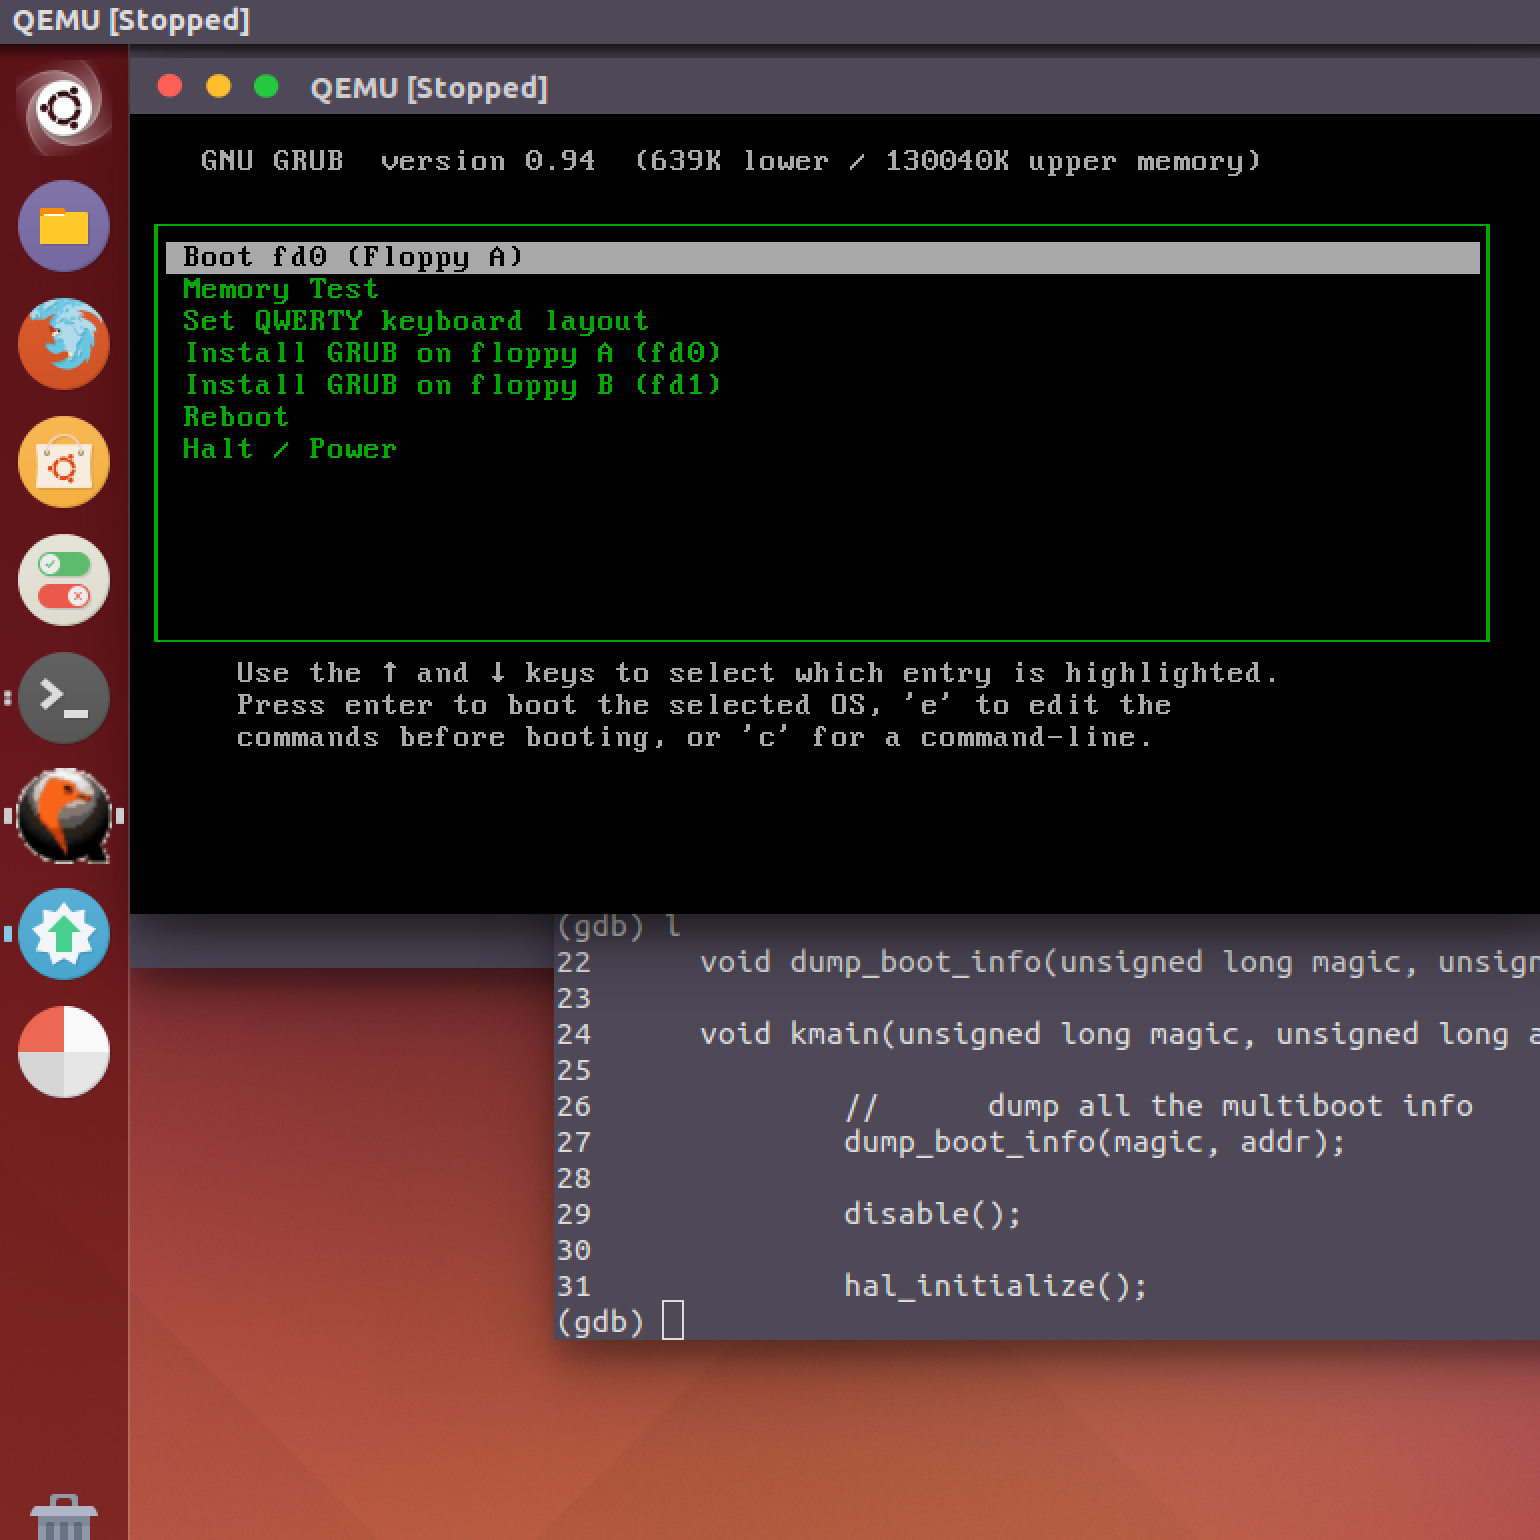 QEMU [Stopped]
QEMU [Stopped]
GNU GRUB  version 0.94  (639K lower / 130040K upper memory)
Boot fd0 (Floppy A)
Memory Test
Set QWERTY keyboard layout
Install GRUB on floppy A (fd0)
Install GRUB on floppy B (fd1)
Reboot
Halt / Power
Use the ↑ and ↓ keys to select which entry is highlighted.
Press enter to boot the selected OS, 'e' to edit the
commands before booting, or 'c' for a command-line.
(gdb) l
22      void dump_boot_info(unsigned long magic, unsign
23
24      void kmain(unsigned long magic, unsigned long a
25
26              //      dump all the multiboot info
27              dump_boot_info(magic, addr);
28
29              disable();
30
31              hal_initialize();
(gdb)